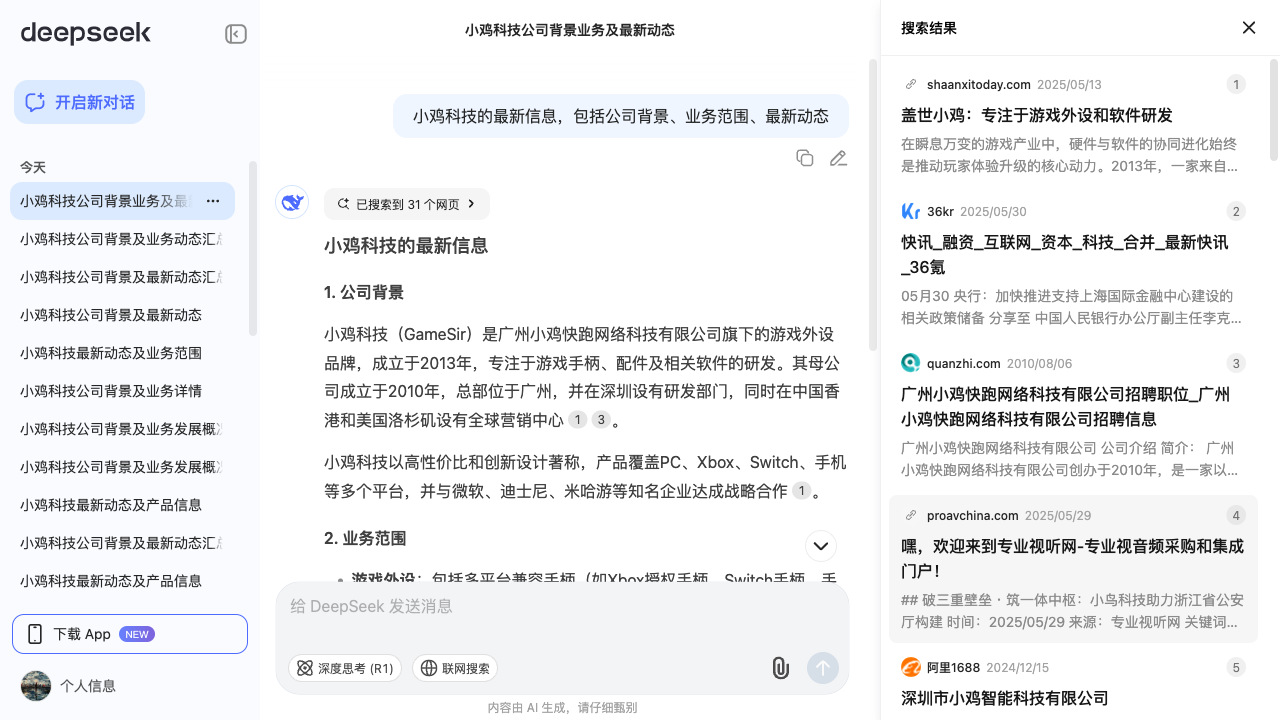 deepseek
开启新对话
今天
小鸡科技公司背景业务及最
小鸡科技公司背景及业务动态汇总
小鸡科技公司背景及最新动态汇总
小鸡科技公司背景及最新动态
小鸡科技最新动态及业务范围
小鸡科技公司背景及业务详情
小鸡科技公司背景及业务发展概况
小鸡科技公司背景及业务发展概况
小鸡科技最新动态及产品信息
小鸡科技公司背景及最新动态汇总
小鸡科技最新动态及产品信息
下载 App NEW
个人信息
小鸡科技公司背景业务及最新动态
小鸡科技的最新信息，包括公司背景、业务范围、最新动态
已搜索到 31 个网页
小鸡科技的最新信息
1. 公司背景
小鸡科技（GameSir）是广州小鸡快跑网络科技有限公司旗下的游戏外设
品牌，成立于2013年，专注于游戏手柄、配件及相关软件的研发。其母公
司成立于2010年，总部位于广州，并在深圳设有研发部门，同时在中国香
港和美国洛杉矶设有全球营销中心 1 3 。
小鸡科技以高性价比和创新设计著称，产品覆盖PC、Xbox、Switch、手机
等多个平台，并与微软、迪士尼、米哈游等知名企业达成战略合作 1 。
2. 业务范围
• 游戏外设：包括多平台兼容手柄（如Xbox授权手柄、Switch手柄、手
给 DeepSeek 发送消息
深度思考 (R1)
联网搜索
内容由 AI 生成，请仔细甄别
搜索结果
shaanxitoday.com 2025/05/13 1
盖世小鸡：专注于游戏外设和软件研发
在瞬息万变的游戏产业中，硬件与软件的协同进化始终
是推动玩家体验升级的核心动力。2013年，一家来自...
36kr 2025/05/30 2
快讯_融资_互联网_资本_科技_合并_最新快讯
_36氪
05月30 央行：加快推进支持上海国际金融中心建设的
相关政策储备 分享至 中国人民银行办公厅副主任李克...
quanzhi.com 2010/08/06 3
广州小鸡快跑网络科技有限公司招聘职位_广州
小鸡快跑网络科技有限公司招聘信息
广州小鸡快跑网络科技有限公司 公司介绍 简介： 广州
小鸡快跑网络科技有限公司创办于2010年，是一家以...
proavchina.com 2025/05/29 4
嘿，欢迎来到专业视听网-专业视音频采购和集成
门户！
## 破三重壁垒・筑一体中枢：小鸟科技助力浙江省公安
厅构建 时间：2025/05/29 来源：专业视听网 关键词...
阿里1688 2024/12/15 5
深圳市小鸡智能科技有限公司